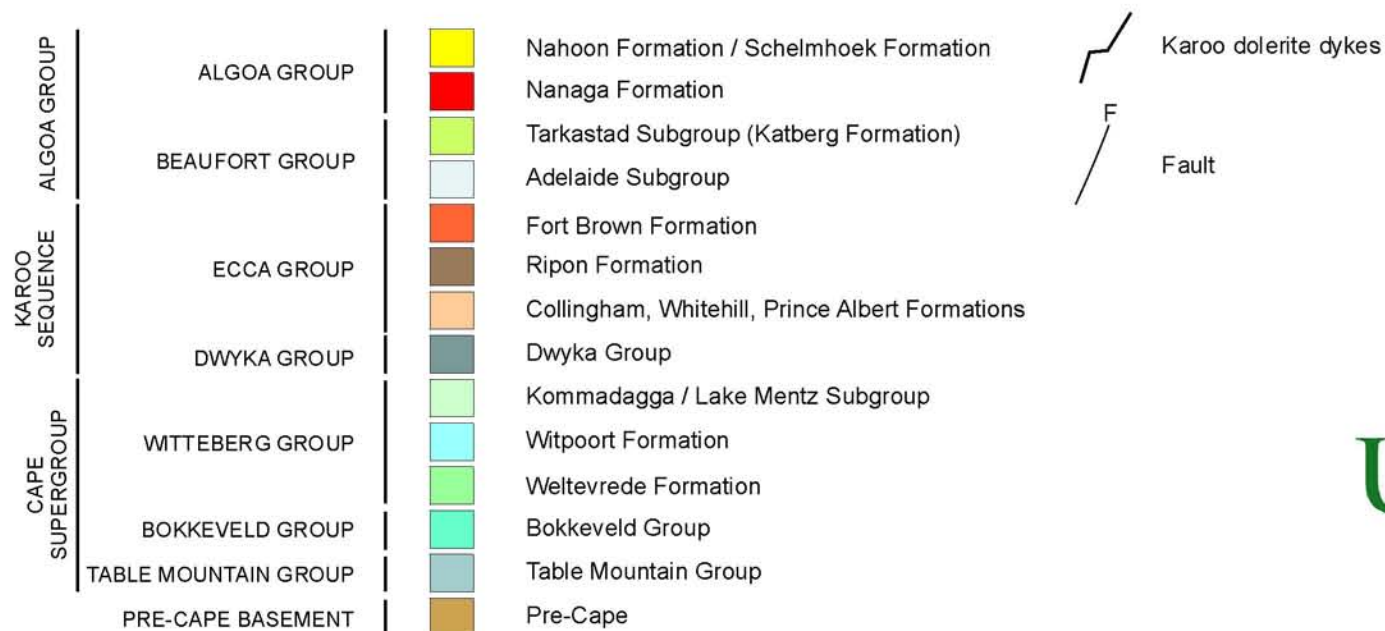 ALGOA GROUP
ALGOA GROUP
Nahoon Formation / Schelmhoek Formation
Nanaga Formation
BEAUFORT GROUP
Tarkastad Subgroup (Katberg Formation)
Adelaide Subgroup
KAROO
SEQUENCE
ECCA GROUP
Fort Brown Formation
Ripon Formation
Collingham, Whitehill, Prince Albert Formations
DWYKA GROUP
Dwyka Group
CAPE
SUPERGROUP
WITTEBERG GROUP
Kommadagga / Lake Mentz Subgroup
Witpoort Formation
Weltevrede Formation
BOKKEVELD GROUP
Bokkeveld Group
TABLE MOUNTAIN GROUP
Table Mountain Group
PRE-CAPE BASEMENT
Pre-Cape
Karoo dolerite dykes
F
Fault